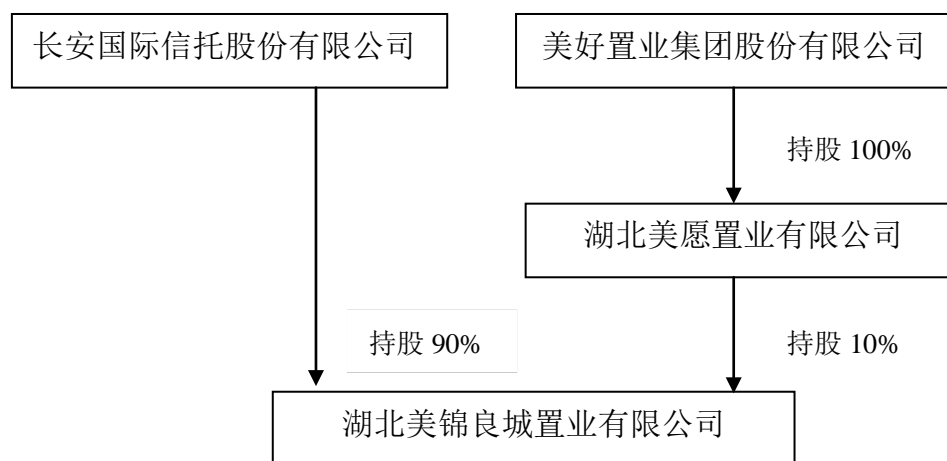 长安国际信托股份有限公司
美好置业集团股份有限公司
持股 100%
湖北美愿置业有限公司
持股 90%
持股 10%
湖北美锦良城置业有限公司